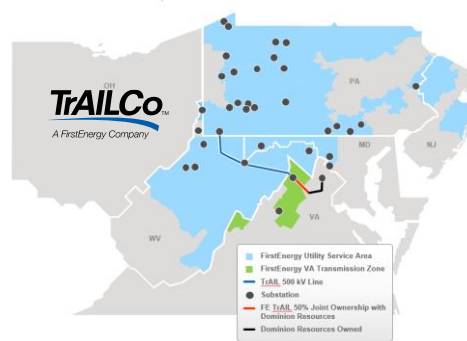 OH
PA
TrAILCo™
A FirstEnergy Company
MD
NJ
WV
VA
FirstEnergy Utility Service Area
FirstEnergy VA Transmission Zone
TrAIL 500 kV Line
Substation
FE TrAIL 50% Joint Ownership with
Dominion Resources
Dominion Resources Owned